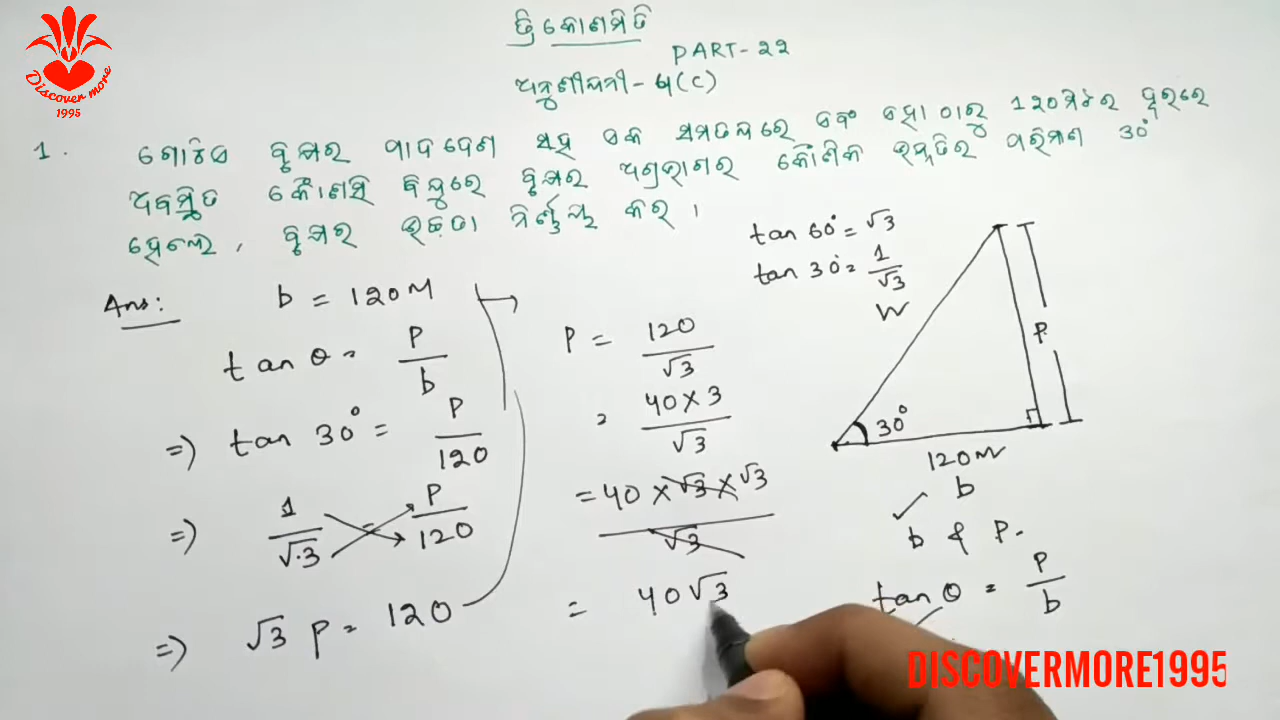 Discover more
1995
ତ୍ରିକୋଣମିତି
PART-22
ଅନୁଶୀଳନୀ-4(C)
1. ଗୋଟିଏ ବୃକ୍ଷର ପାଦଦେଶ ସହ ଏକ ସମତଳରେ ଏବଂ ଏହା ଠାରୁ 120ମିଟର ଦୂରରେ
ଅବସ୍ଥିତ କୌଣସି ବିନ୍ଦୁରେ ବୃକ୍ଷର ଅଗ୍ରଭାଗର କୌଣିକ ଉନ୍ନତିର ପରିମାଣ 30°
ହେଲେ, ବୃକ୍ଷର ଉଚ୍ଚତା ନିର୍ଣ୍ଣୟ କର ।
Ans: b = 120M
tan θ = P/b
=) tan 30° = P/120
=) 1/√3 = P/120
=) √3 P = 120
P = 120/√3
= 40×3/√3
= 40×√3×√3/√3
= 40√3
tan 60° = √3
tan 30° = 1/√3
P
30°
120M
b
b & P.
tan θ = P/b
DISCOVERMORE1995